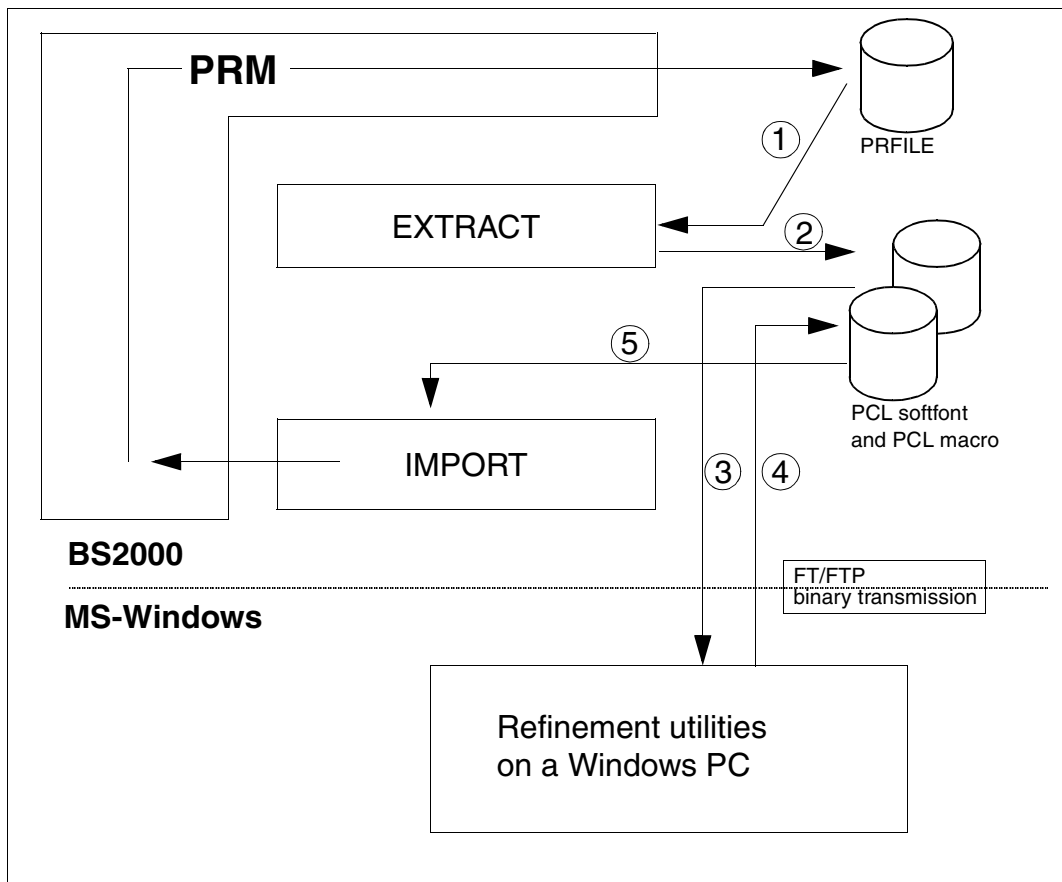 PRM
PRFILE
1
EXTRACT
2
5
PCL softfont
and PCL macro
IMPORT
3
4
BS2000
FT/FTP
binary transmission
MS-Windows
Refinement utilities
on a Windows PC